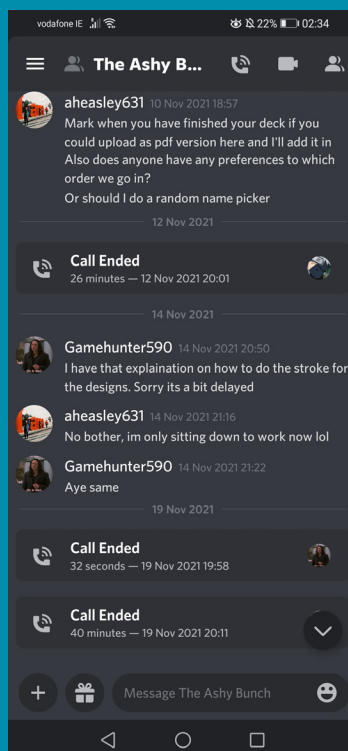 vodafone IE 22% 02:34
The Ashy B...
aheasley631 10 Nov 2021 18:57
Mark when you have finished your deck if you
could upload as pdf version here and I'll add it in
Also does anyone have any preferences to which
order we go in?
Or should I do a random name picker
12 Nov 2021
Call Ended
26 minutes — 12 Nov 2021 20:01
14 Nov 2021
Gamehunter590 14 Nov 2021 20:50
I have that explaination on how to do the stroke for
the designs. Sorry its a bit delayed
aheasley631 14 Nov 2021 21:16
No bother, im only sitting down to work now lol
Gamehunter590 14 Nov 2021 21:22
Aye same
19 Nov 2021
Call Ended
32 seconds — 19 Nov 2021 19:58
Call Ended
40 minutes — 19 Nov 2021 20:11
Message The Ashy Bunch